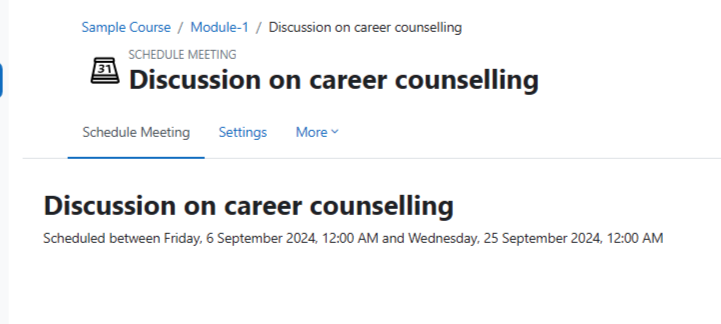 Sample Course / Module-1 / Discussion on career counselling
SCHEDULE MEETING
31
Discussion on career counselling
Schedule Meeting Settings More
Discussion on career counselling
Scheduled between Friday, 6 September 2024, 12:00 AM and Wednesday, 25 September 2024, 12:00 AM